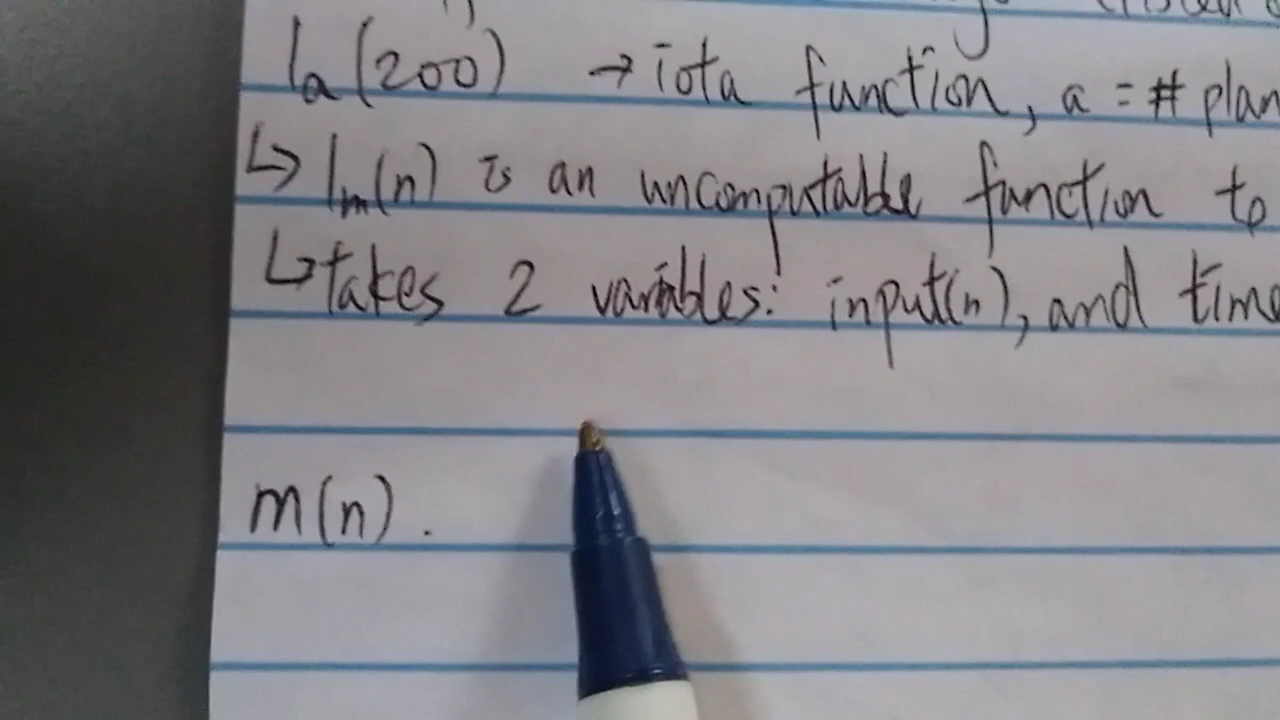 Ia(200) → iota function, a = # plan
↳ Im(n) is an uncomputable function to
↳ takes 2 variables: input(n), and time
m(n).